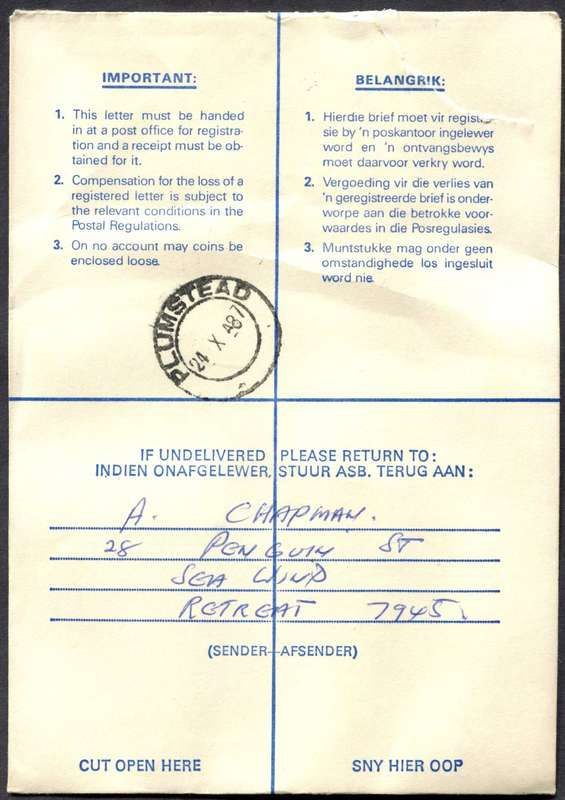 IMPORTANT:
1. This letter must be handed
in at a post office for registra-
tion and a receipt must be ob-
tained for it.
2. Compensation for the loss of a
registered letter is subject to
the relevant conditions in the
Postal Regulations.
3. On no account may coins be
enclosed loose.
BELANGRIK:
1. Hierdie brief moet vir registra-
sie by 'n poskantoor ingelewer
word en 'n ontvangsbewys
moet daarvoor verkry word.
2. Vergoeding vir die verlies van
'n geregistreerde brief is onder-
worpe aan die betrokke voor-
waardes in die Posregulasies.
3. Muntstukke mag onder geen
omstandighede los ingesluit
word nie.
PLUMSTEAD
24 X A87
IF UNDELIVERED PLEASE RETURN TO:
INDIEN ONAFGELEWER, STUUR ASB. TERUG AAN:
A. CHAPMAN.
28 PENGUIN ST
SEA WIND
RETREAT 7945
(SENDER—AFSENDER)
CUT OPEN HERE
SNY HIER OOP